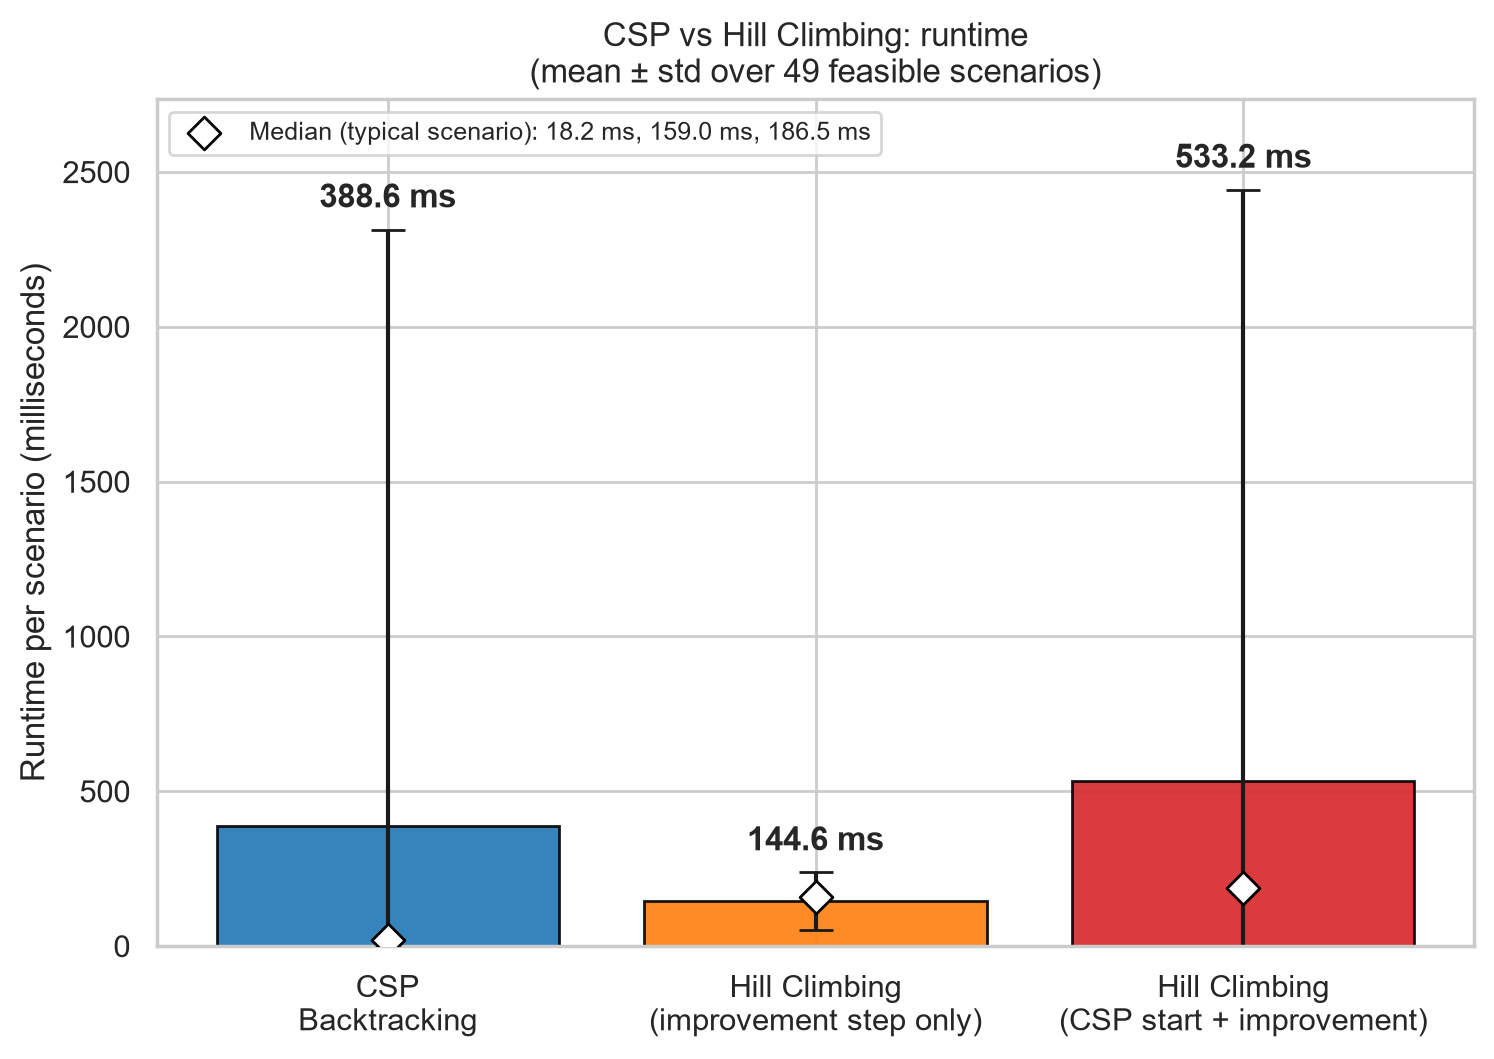 CSP vs Hill Climbing: runtime
(mean ± std over 49 feasible scenarios)
Median (typical scenario): 18.2 ms, 159.0 ms, 186.5 ms
388.6 ms
144.6 ms
533.2 ms
Runtime per scenario (milliseconds)
2500
2000
1500
1000
500
0
CSP
Backtracking
Hill Climbing
(improvement step only)
Hill Climbing
(CSP start + improvement)